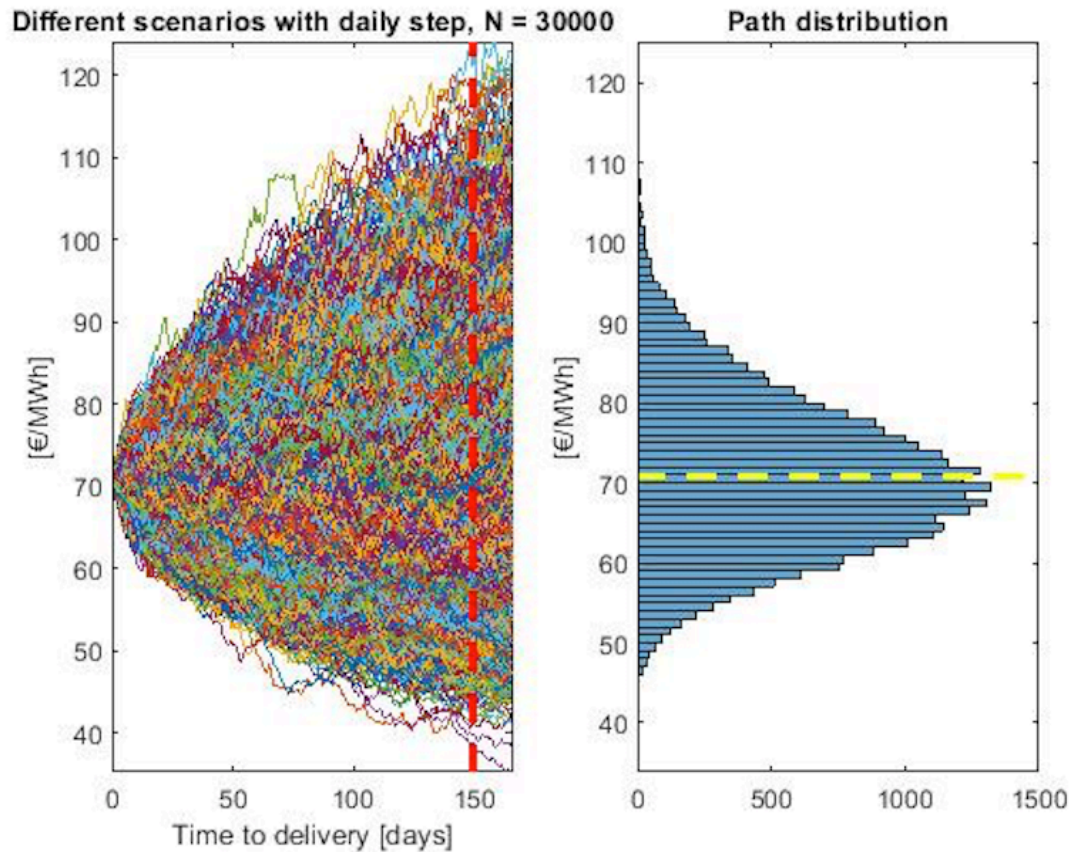 Different scenarios with daily step, N = 30000
[€/MWh]
120
110
100
90
80
70
60
50
40
0 50 100 150
Time to delivery [days]
Path distribution
[€/MWh]
120
110
100
90
80
70
60
50
40
0 500 1000 1500